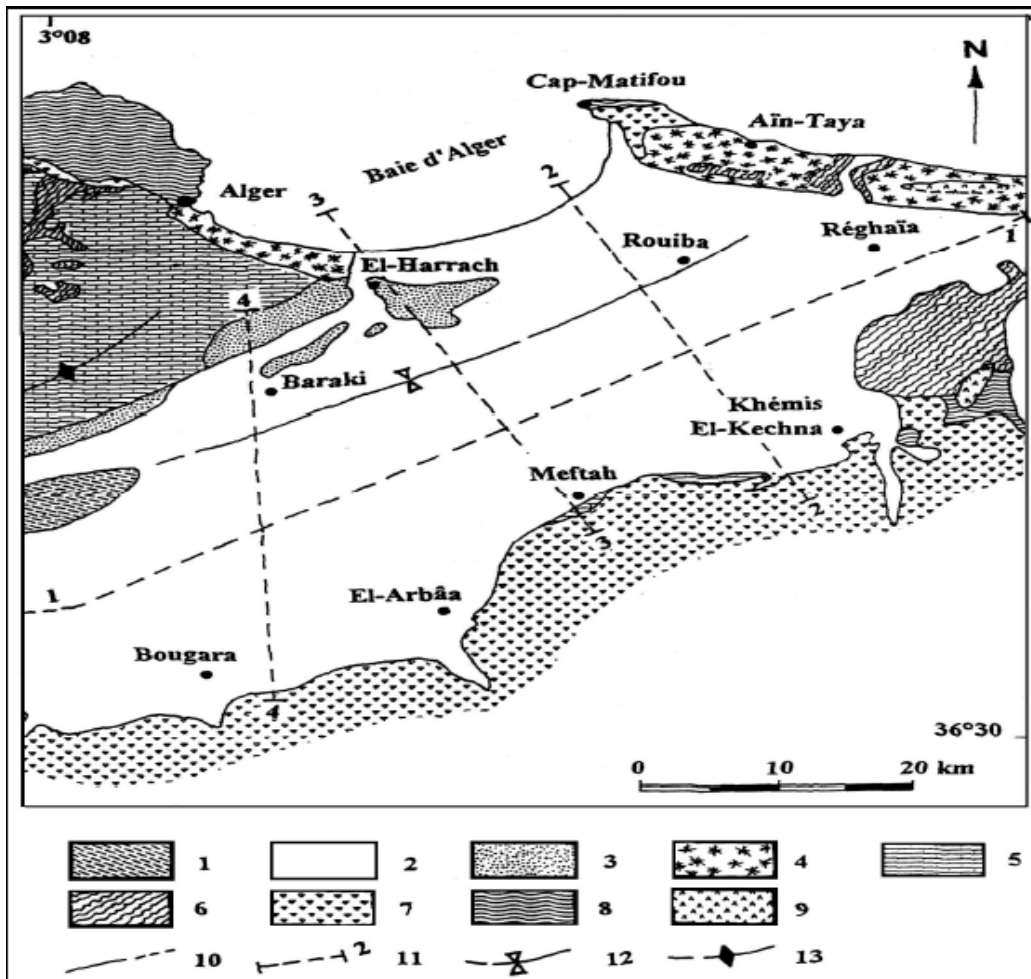 3°08
N
Cap-Matifou
Aïn-Taya
Baie d'Alger
2
Alger
3
Rouiba
Réghaïa
1
El-Harrach
4
Baraki
Khémis
El-Kechna
Meftah
2
3
1
El-Arbâa
Bougara
4
36°30
0 10 20 km
1 2 3 4 5
6 7 8 9
10 2 11 12 13